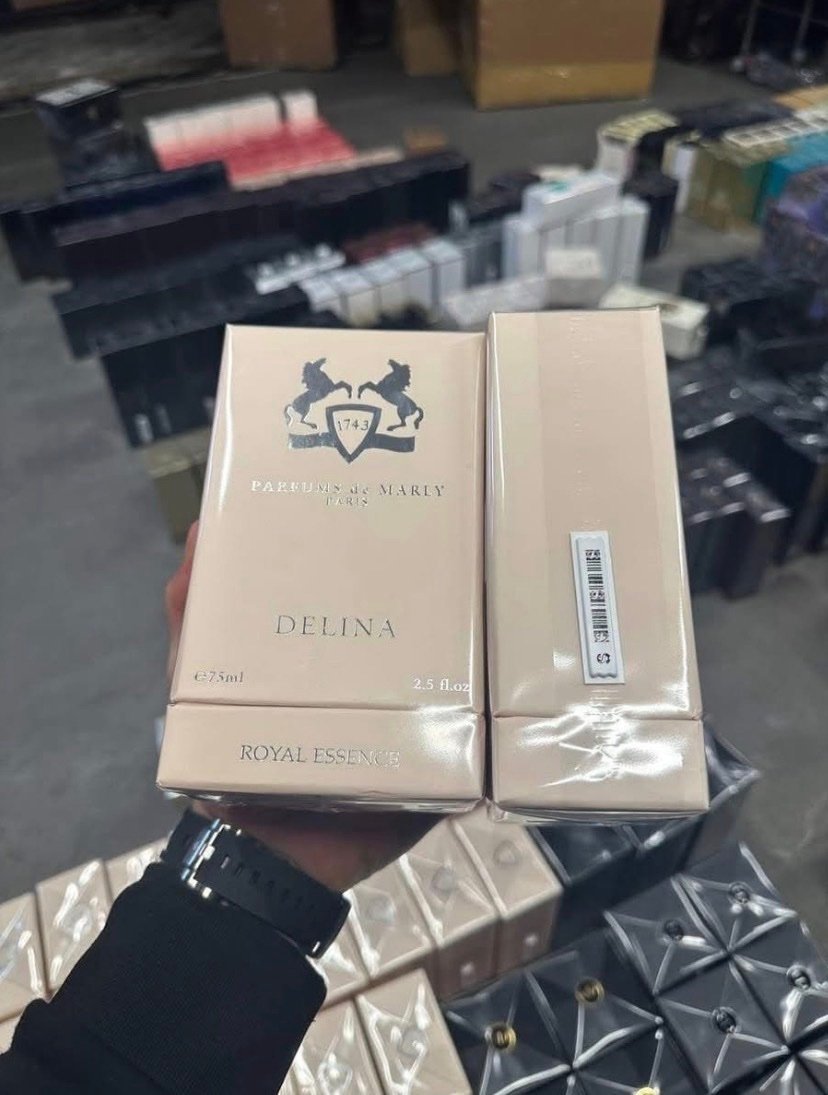 1743
PARFUMS de MARLY
PARIS
DELINA
℮75ml
2.5 fl.oz
ROYAL ESSENCE